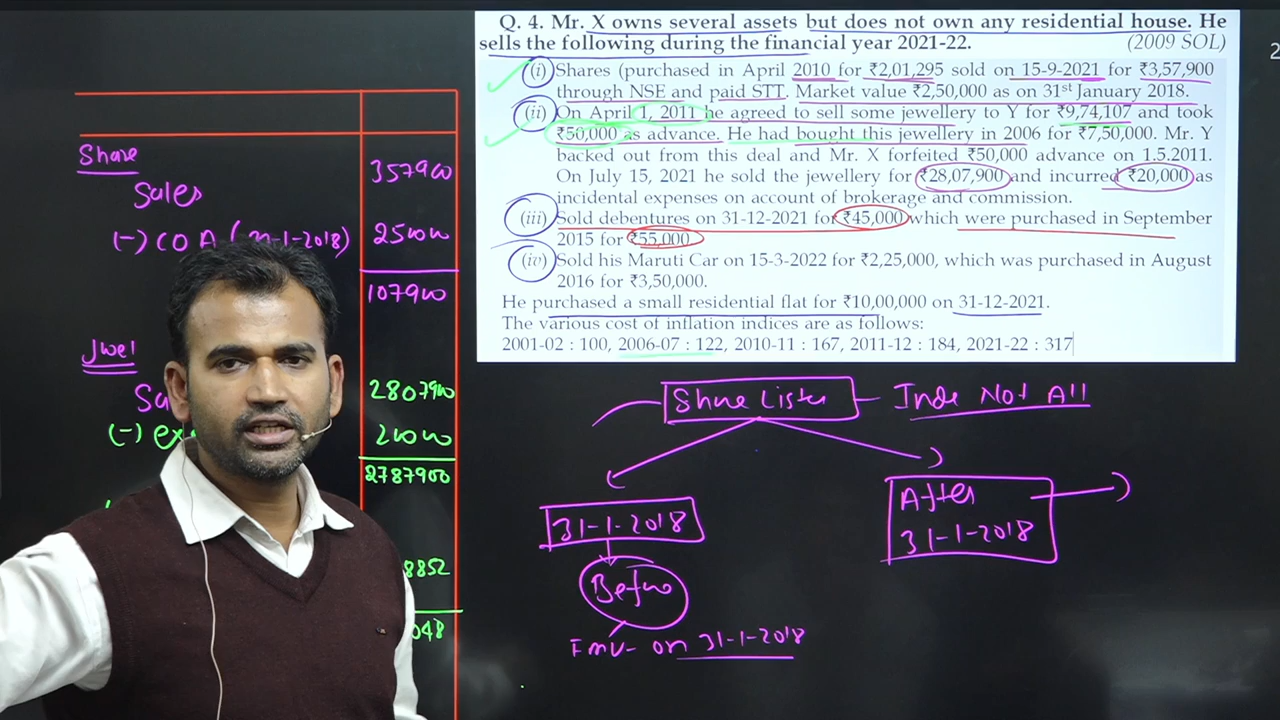 Q. 4. Mr. X owns several assets but does not own any residential house. He
sells the following during the financial year 2021-22. (2009 SOL)
(i) Shares (purchased in April 2010 for ₹2,01,295 sold on 15-9-2021 for ₹3,57,900
through NSE and paid STT. Market value ₹2,50,000 as on 31st January 2018.
(ii) On April 1, 2011 he agreed to sell some jewellery to Y for ₹9,74,107 and took
₹50,000 as advance. He had bought this jewellery in 2006 for ₹7,50,000. Mr. Y
backed out from this deal and Mr. X forfeited ₹50,000 advance on 1.5.2011.
On July 15, 2021 he sold the jewellery for ₹28,07,900 and incurred ₹20,000 as
incidental expenses on account of brokerage and commission.
(iii) Sold debentures on 31-12-2021 for ₹45,000 which were purchased in September
2015 for ₹55,000.
(iv) Sold his Maruti Car on 15-3-2022 for ₹2,25,000, which was purchased in August
2016 for ₹3,50,000.
He purchased a small residential flat for ₹10,00,000 on 31-12-2021.
The various cost of inflation indices are as follows:
2001-02 : 100, 2006-07 : 122, 2010-11 : 167, 2011-12 : 184, 2021-22 : 317
2
Share
Sales 357900
(-) COA 1-2018) 250000
107900
Jwel
Sa 2807900
(-) ex 20000
2787900
8852
048
Share Listed
Inde Not All
31-1-2018
Before
FMV- on 31-1-2018
After
31-1-2018